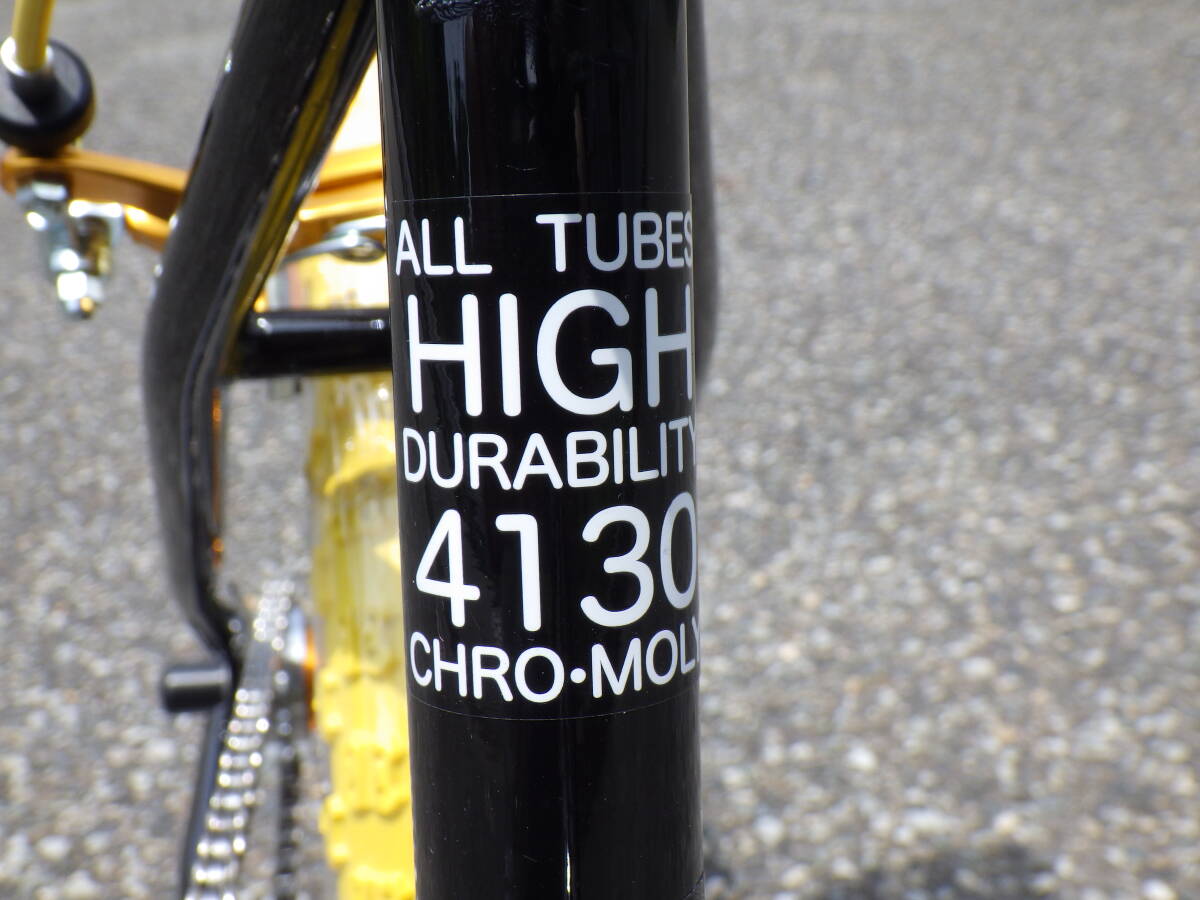 ALL TUBES
HIGH
DURABILITY
4130
CHRO•MOLY